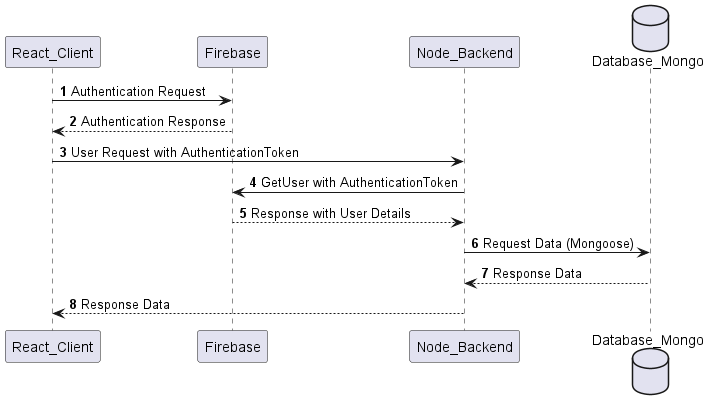 Database_Mongo
React_Client
Firebase
Node_Backend
1 Authentication Request
2 Authentication Response
3 User Request with AuthenticationToken
4 GetUser with AuthenticationToken
5 Response with User Details
6 Request Data (Mongoose)
7 Response Data
8 Response Data
React_Client
Firebase
Node_Backend
Database_Mongo